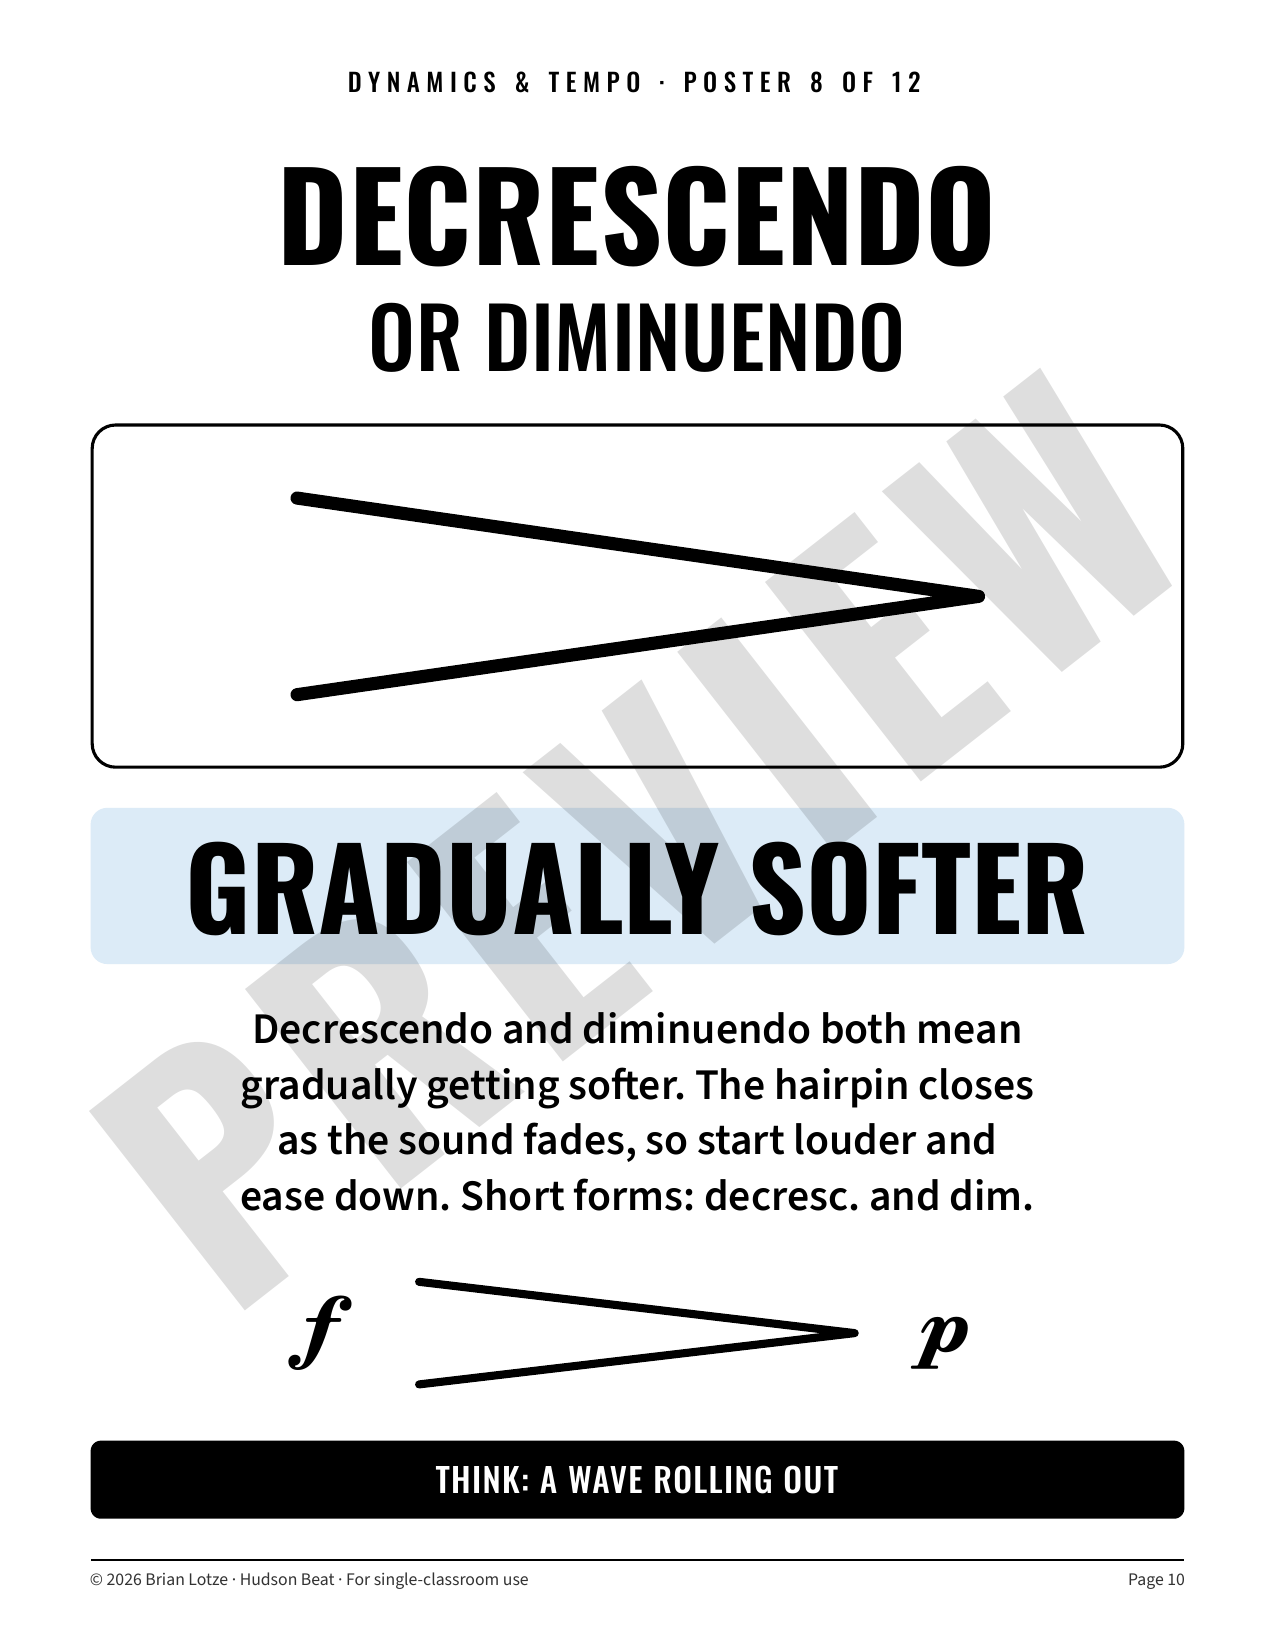 DYNAMICS & TEMPO · POSTER 8 OF 12
DECRESCENDO
OR DIMINUENDO
GRADUALLY SOFTER
Decrescendo and diminuendo both mean
gradually getting softer. The hairpin closes
as the sound fades, so start louder and
ease down. Short forms: decresc. and dim.
f p
THINK: A WAVE ROLLING OUT
© 2026 Brian Lotze · Hudson Beat · For single-classroom use
Page 10
PREVIEW